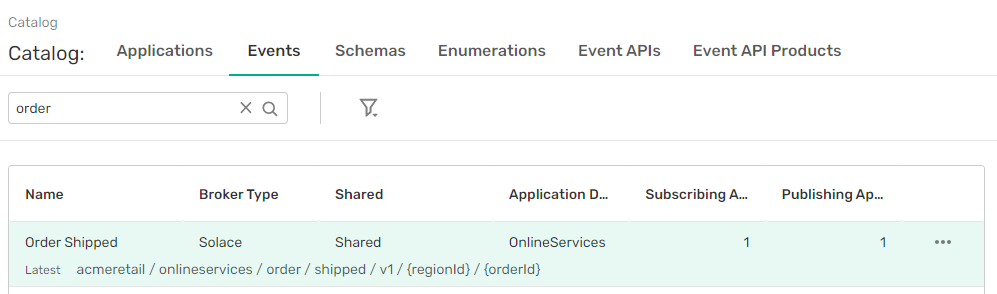 Catalog
Catalog: Applications Events Schemas Enumerations Event APIs Event API Products
order
Name Broker Type Shared Application D... Subscribing A... Publishing Ap...
Order Shipped Solace Shared OnlineServices 1 1
Latest acmeretail / onlineservices / order / shipped / v1 / {regionId} / {orderId}